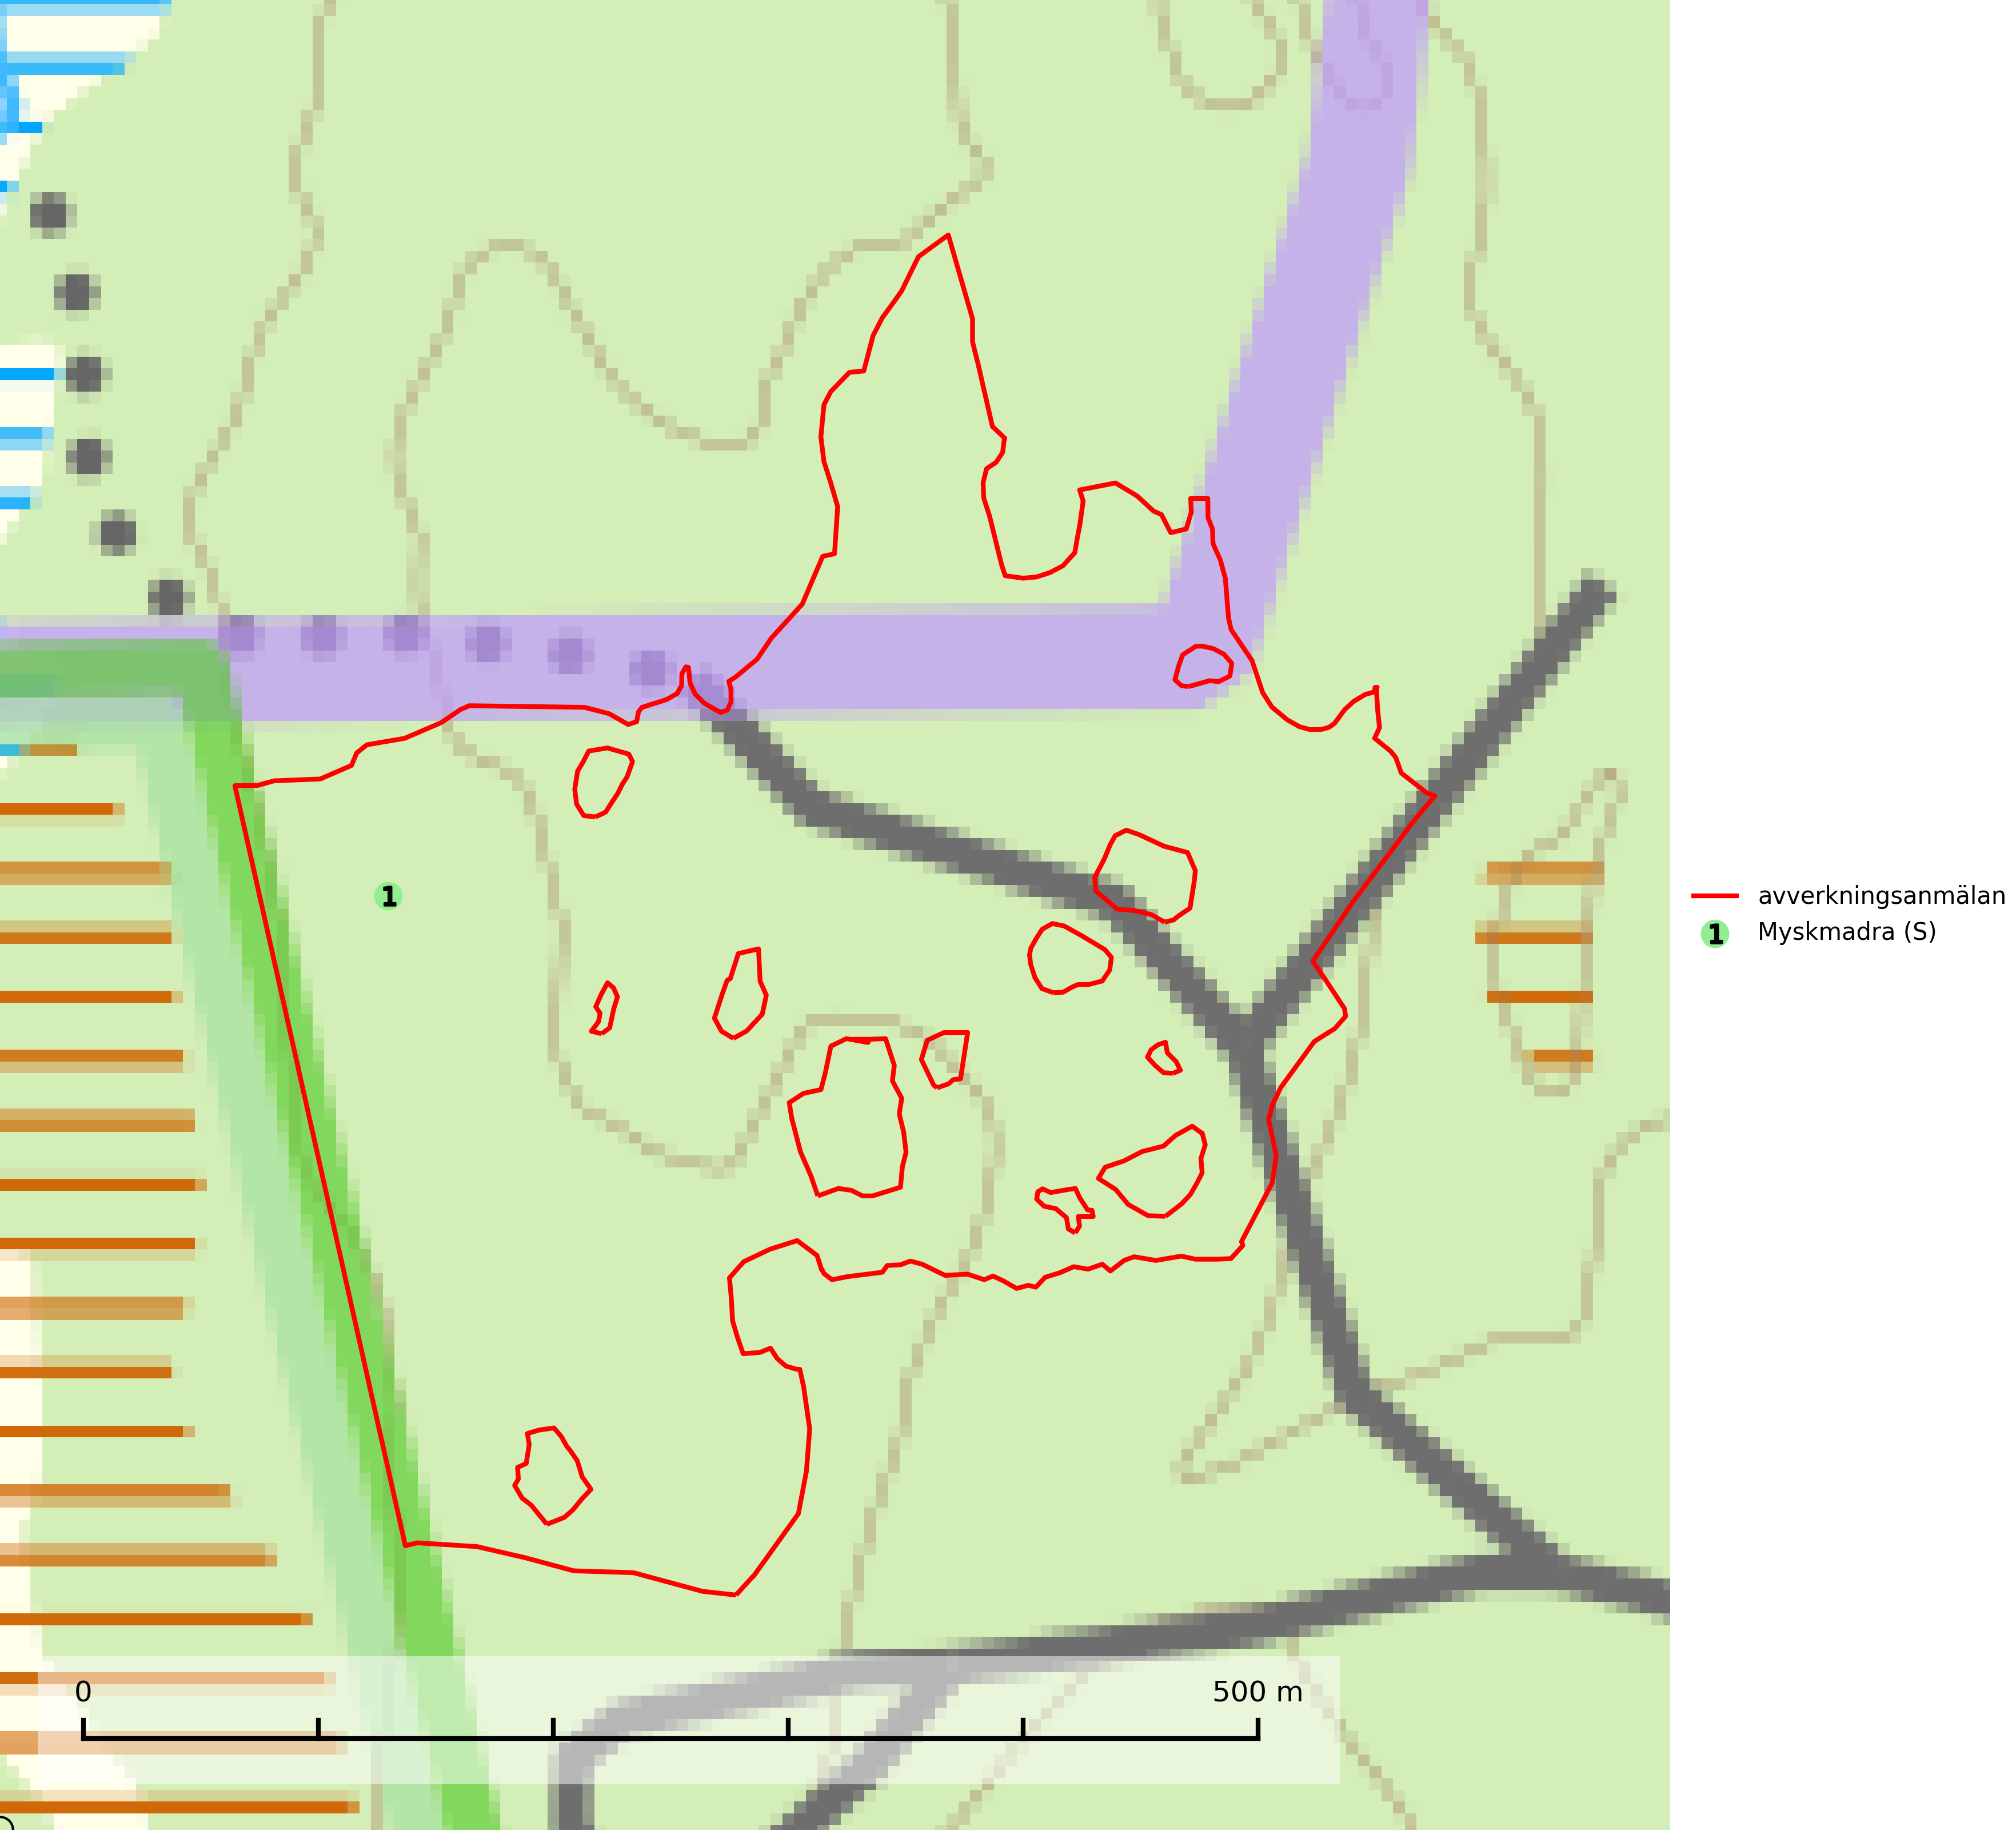 1
avverkningsanmälan
1 Myskmadra (S)
0 500 m